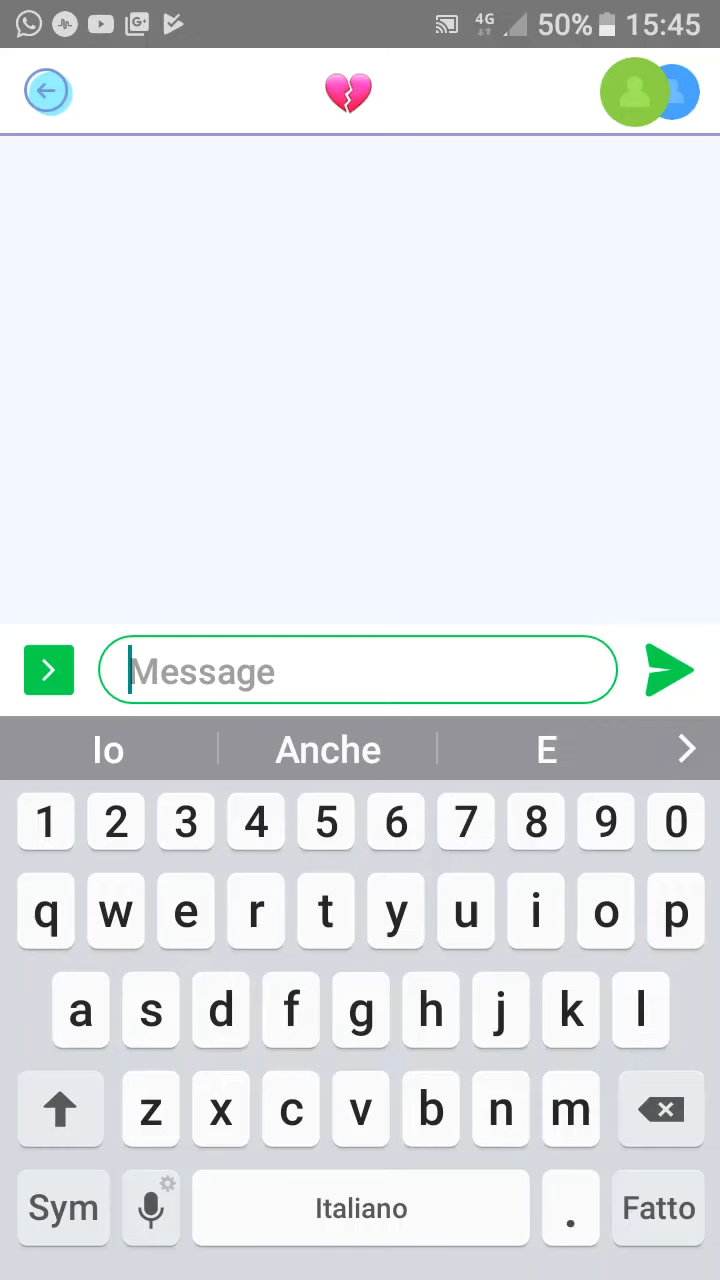 4G 50% 15:45
Message
Io Anche E
1 2 3 4 5 6 7 8 9 0
q w e r t y u i o p
a s d f g h j k l
z x c v b n m
Sym Italiano . Fatto